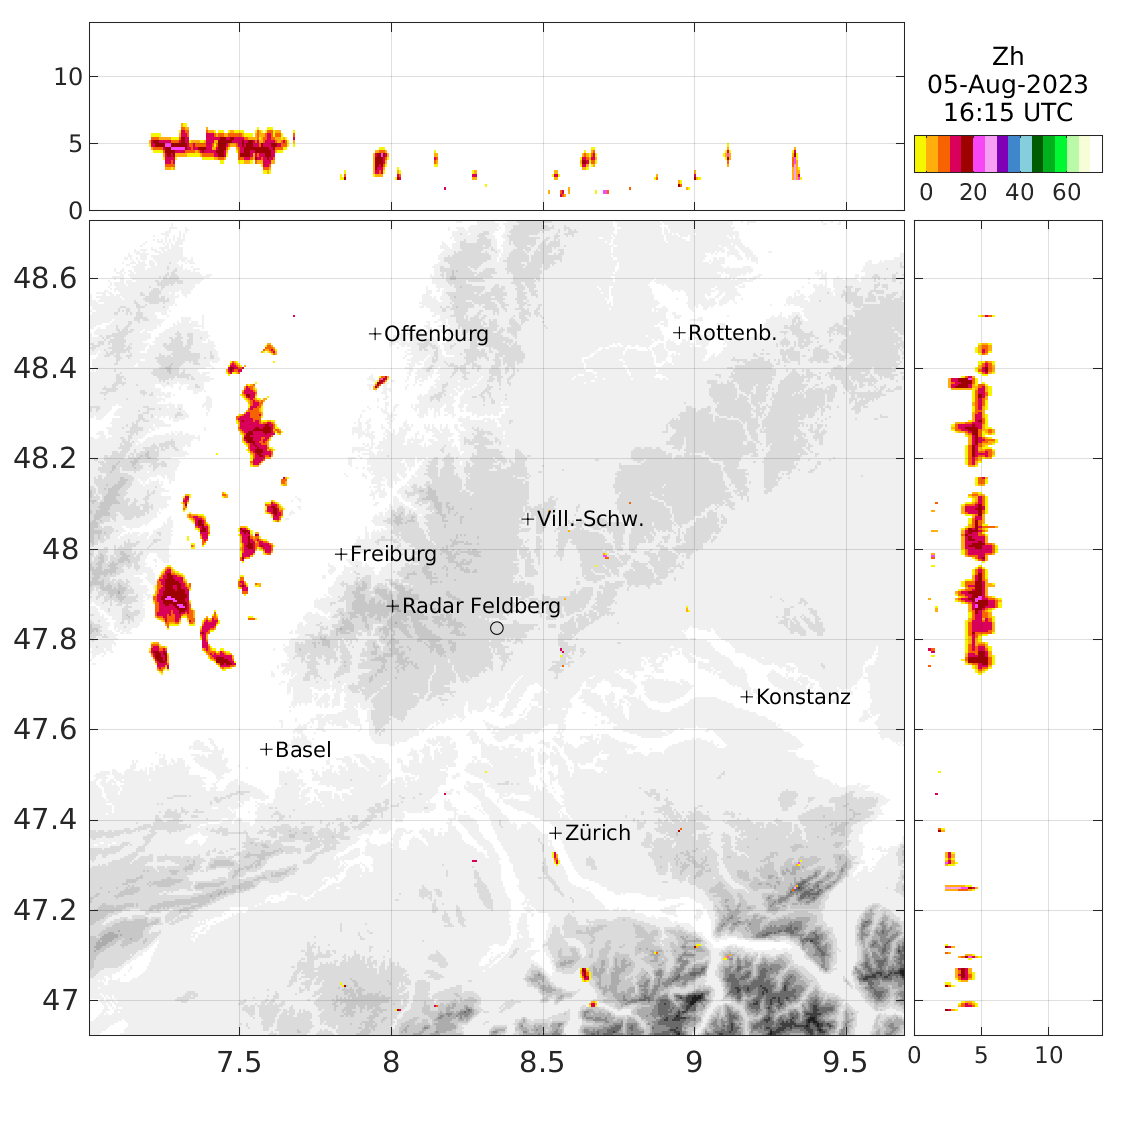 Zh
05-Aug-2023
16:15 UTC
0 20 40 60
10
5
0
48.6
48.4
48.2
48
47.8
47.6
47.4
47.2
47
Offenburg
Rottenb.
Vill.-Schw.
Freiburg
Radar Feldberg
Konstanz
Basel
Zürich
7.5 8 8.5 9 9.5
0 5 10